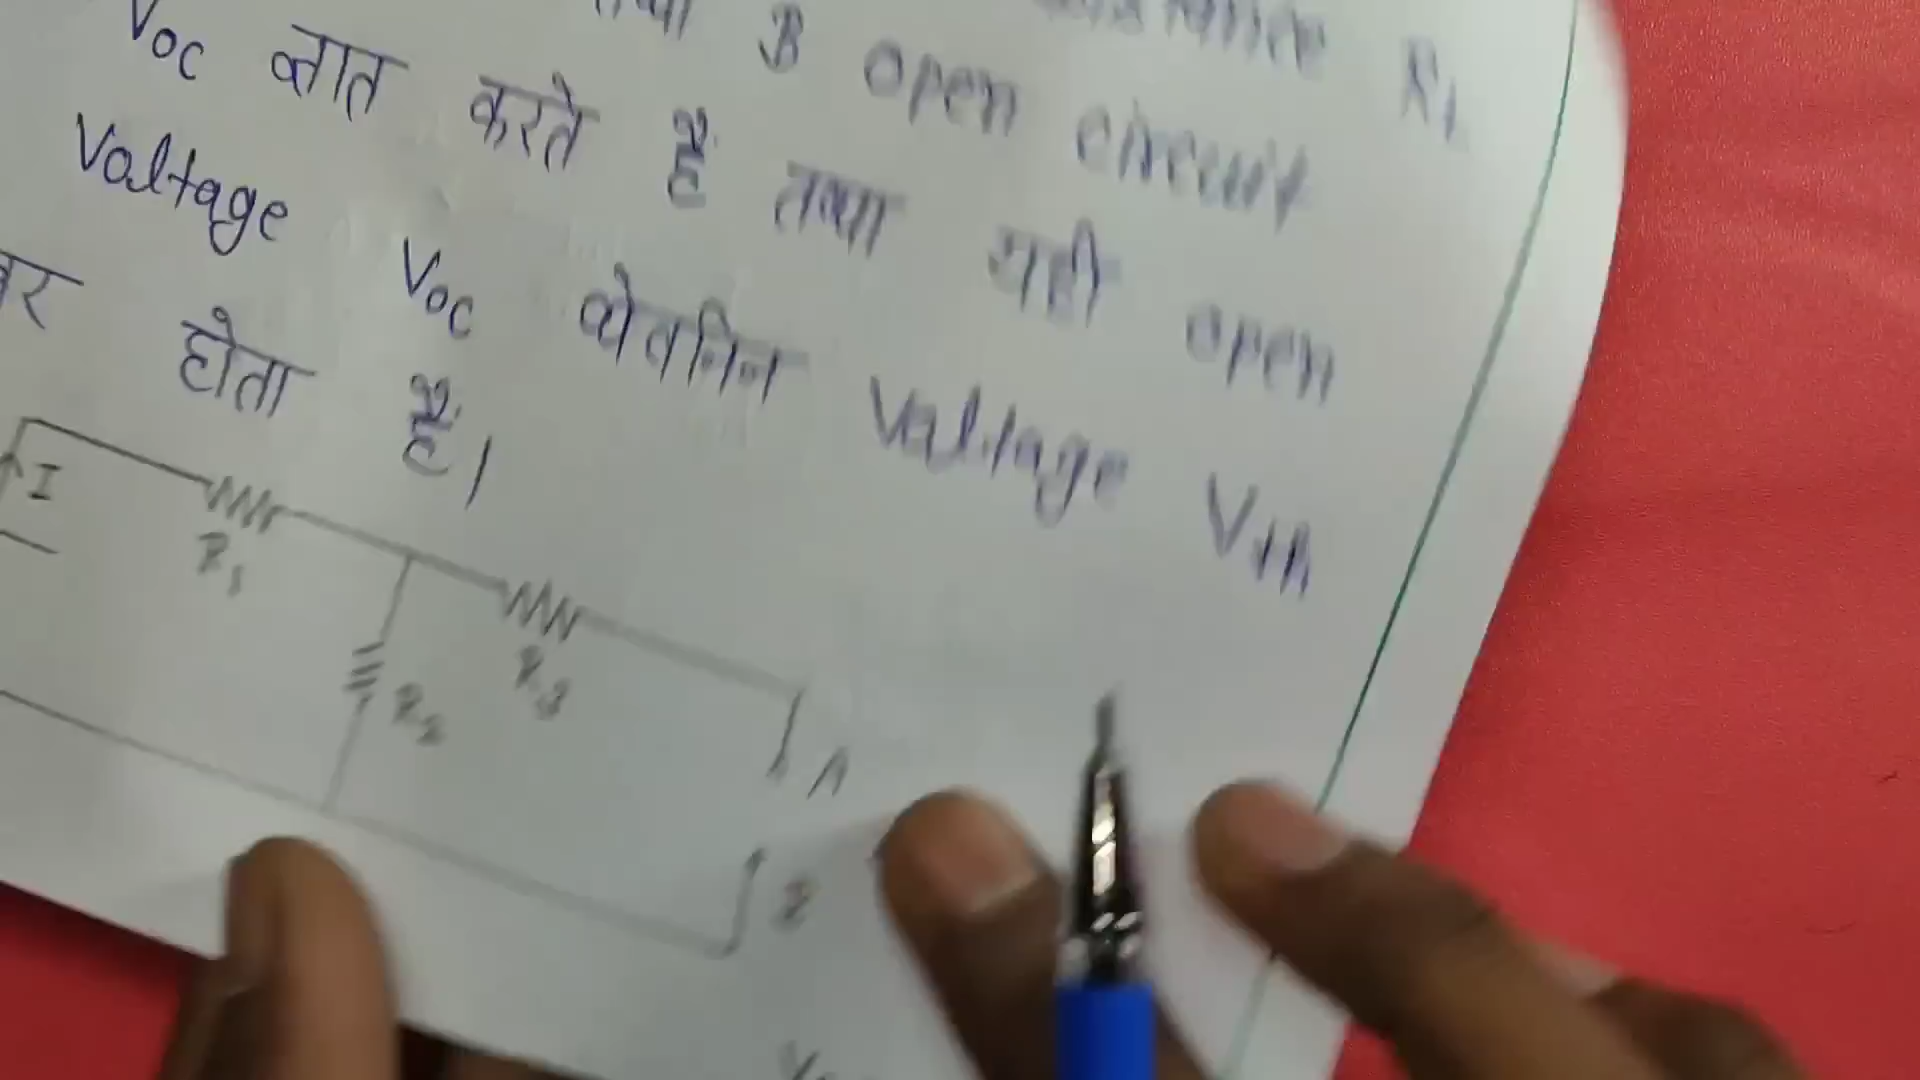 B open circuit
Voc ज्ञात करते हैं तथा यही open
Voltage Voc थेवनिन Voltage Vth
होता है।
I
R1
R3
R2
A
B